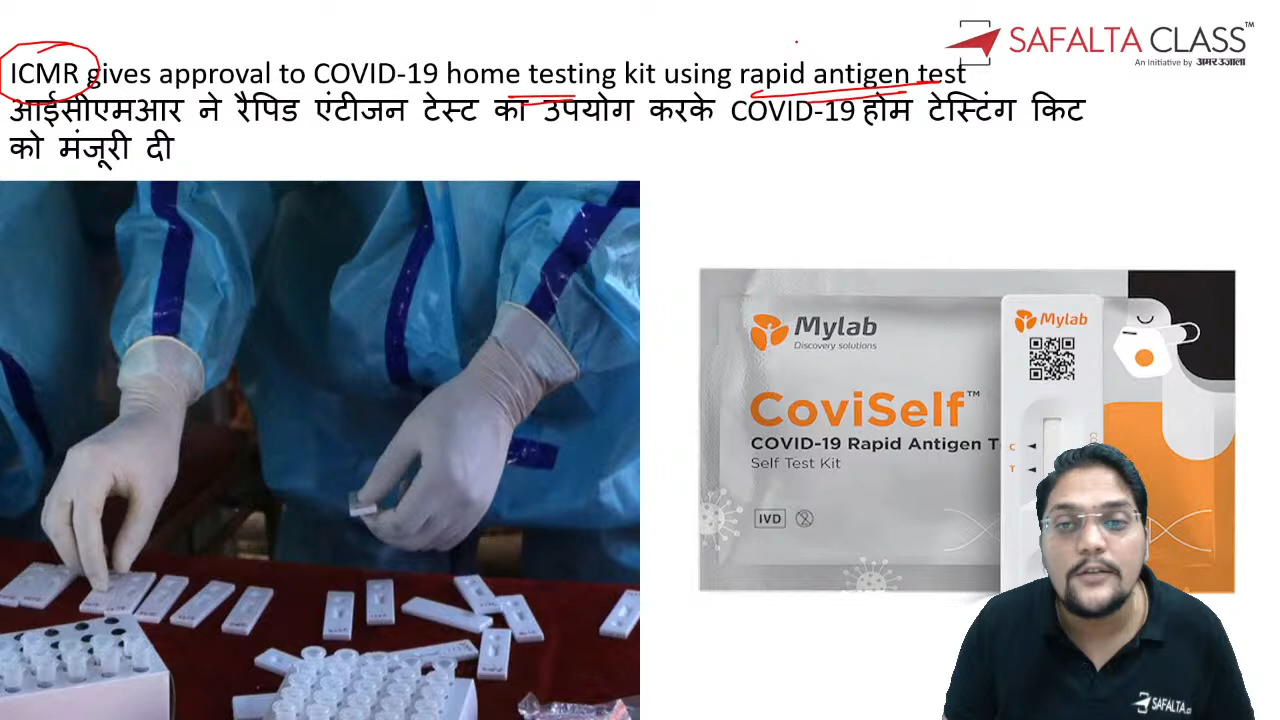 SAFALTA CLASS™
An Initiative by अमर उजाला
ICMR gives approval to COVID-19 home testing kit using rapid antigen test
आईसीएमआर ने रैपिड एंटीजन टेस्ट का उपयोग करके COVID-19 होम टेस्टिंग किट
को मंजूरी दी
Mylab
Discovery solutions
CoviSelf™
COVID-19 Rapid Antigen T
Self Test Kit
IVD
Mylab
C
T
SAFALTA